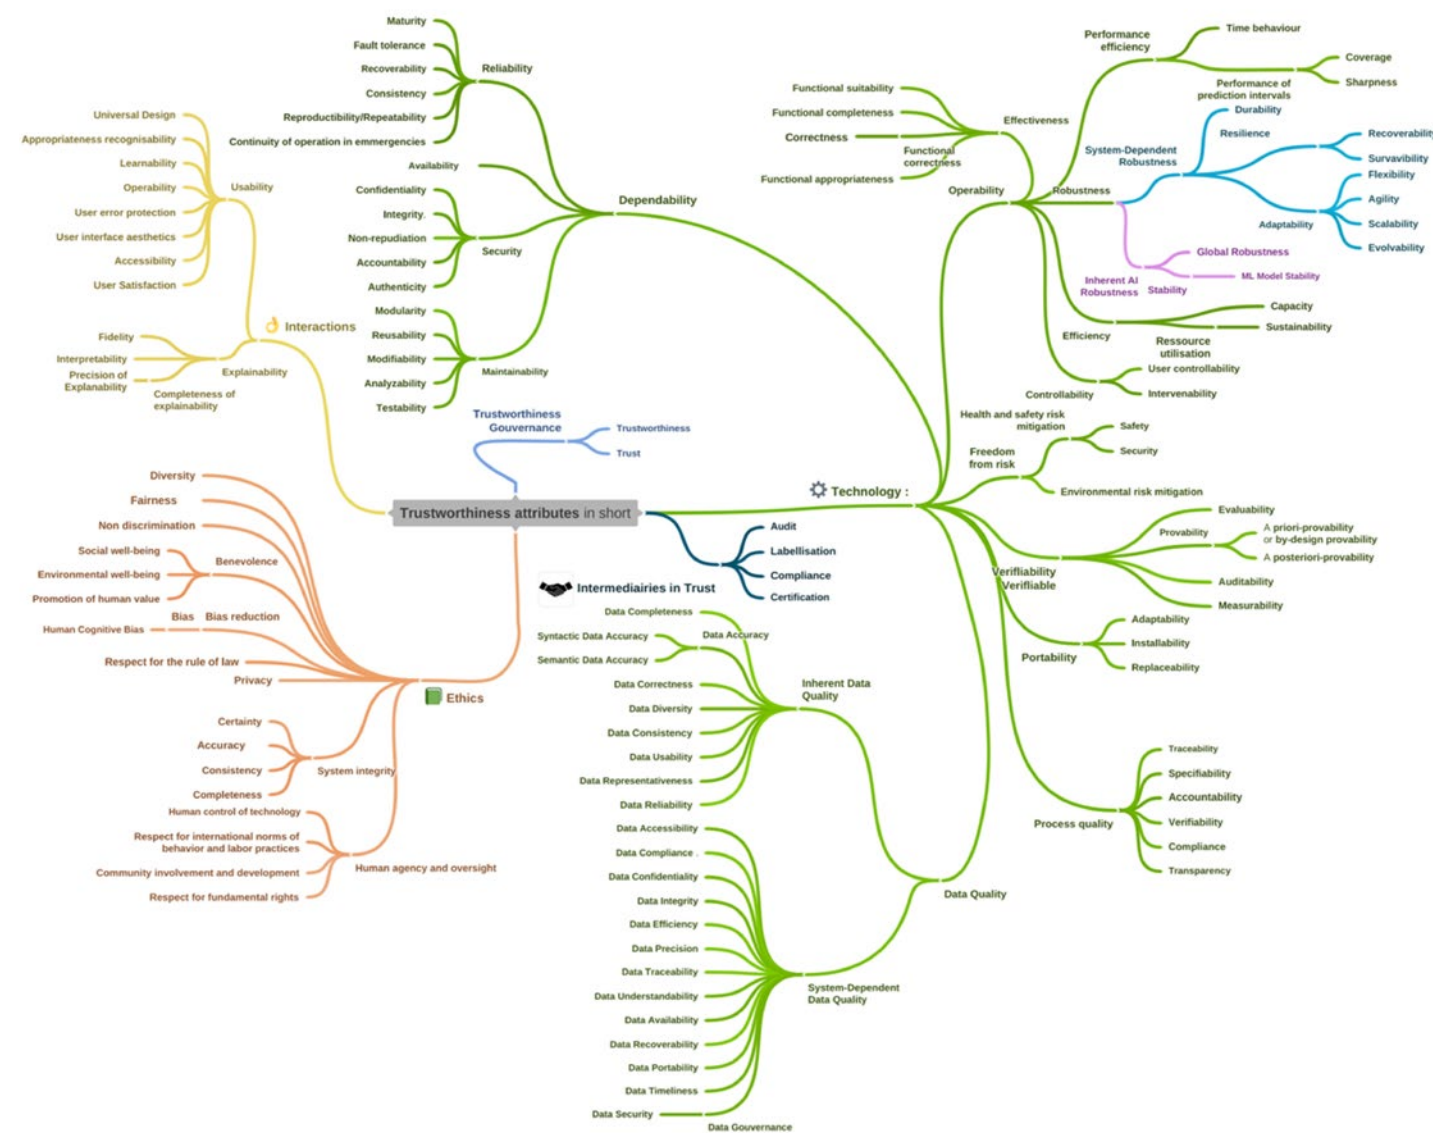 Trustworthiness attributes in short
Trustworthiness
Gouvernance
Trustworthiness
Trust
Interactions
Usability
Universal Design
Appropriateness recognisability
Learnability
Operability
User error protection
User interface aesthetics
Accessibility
User Satisfaction
Explainability
Fidelity
Interpretability
Precision of
Explanability
Completeness of
explainability
Ethics
Diversity
Fairness
Non discrimination
Benevolence
Social well-being
Environmental well-being
Promotion of human value
Bias reduction
Bias
Human Cognitive Bias
Respect for the rule of law
Privacy
System integrity
Certainty
Accuracy
Consistency
Completeness
Human agency and oversight
Human control of technology
Respect for international norms of
behavior and labor practices
Community involvement and development
Respect for fundamental rights
Intermediairies in Trust
Audit
Labellisation
Compliance
Certification
Technology :
Dependability
Reliability
Maturity
Fault tolerance
Recoverability
Consistency
Reproductibility/Repeatability
Continuity of operation in emmergencies
Availability
Security
Confidentiality
Integrity.
Non-repudiation
Accountability
Authenticity
Maintainability
Modularity
Reusability
Modifiability
Analyzability
Testability
Operability
Performance
efficiency
Time behaviour
Performance of
prediction intervals
Coverage
Sharpness
Effectiveness
Functional suitability
Functional completeness
Correctness
Functional
correctness
Functional appropriateness
Robustness
System-Dependent
Robustness
Durability
Resilience
Recoverability
Survavibility
Adaptability
Flexibility
Agility
Scalability
Evolvability
Inherent AI
Robustness
Stability
Global Robustness
ML Model Stability
Efficiency
Ressource
utilisation
Capacity
Sustainability
Controllability
User controllability
Intervenability
Freedom
from risk
Health and safety risk
mitigation
Safety
Security
Environmental risk mitigation
Verifliability
Verifliable
Evaluability
Provability
A priori-provability
or by-design provability
A posteriori-provability
Auditability
Measurability
Portability
Adaptability
Installability
Replaceability
Process quality
Traceability
Specifiability
Accountability
Verifiability
Compliance
Transparency
Data Quality
Inherent Data
Quality
Data Completeness
Data Accuracy
Syntactic Data Accuracy
Semantic Data Accuracy
Data Correctness
Data Diversity
Data Consistency
Data Usability
Data Representativeness
Data Reliability
System-Dependent
Data Quality
Data Accessibility
Data Compliance .
Data Confidentiality
Data Integrity
Data Efficiency
Data Precision
Data Traceability
Data Understandability
Data Availability
Data Recoverability
Data Portability
Data Timeliness
Data Security
Data Gouvernance